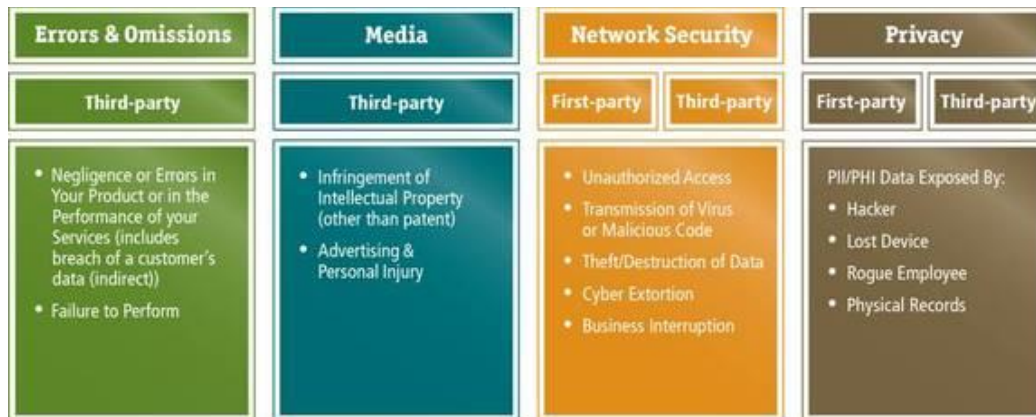 Errors & Omissions
Third-party
• Negligence or Errors in
Your Product or in the
Performance of your
Services (includes
breach of a customer's
data (indirect))
• Failure to Perform
Media
Third-party
• Infringement of
Intellectual Property
(other than patent)
• Advertising &
Personal Injury
Network Security
First-party
Third-party
• Unauthorized Access
• Transmission of Virus
or Malicious Code
• Theft/Destruction of Data
• Cyber Extortion
• Business Interruption
Privacy
First-party
Third-party
PII/PHI Data Exposed By:
• Hacker
• Lost Device
• Rogue Employee
• Physical Records